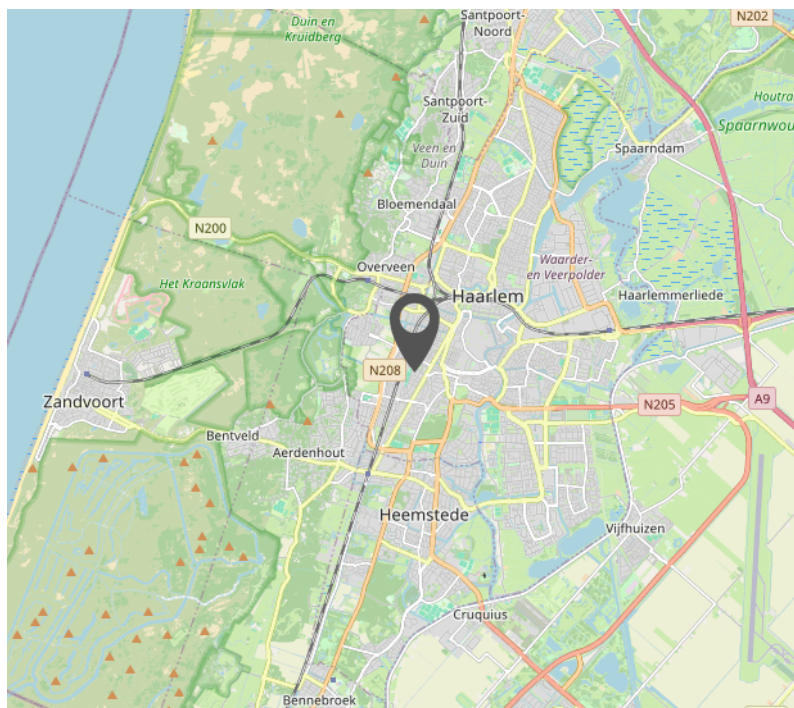 Duin en
Kruidberg
Santpoort-
Noord
N202
Santpoort-
Zuid
Houtra
Spaarnwou
Veen en
Duin
Spaarndam
Bloemendaal
N200
Overveen
Waarder-
en Veerpolder
Het Kraansvlak
Haarlem
Haarlemmerliede
N208
Zandvoort
N205
A9
Bentveld
Aerdenhout
Heemstede
Vijfhuizen
Cruquius
Bennebroek